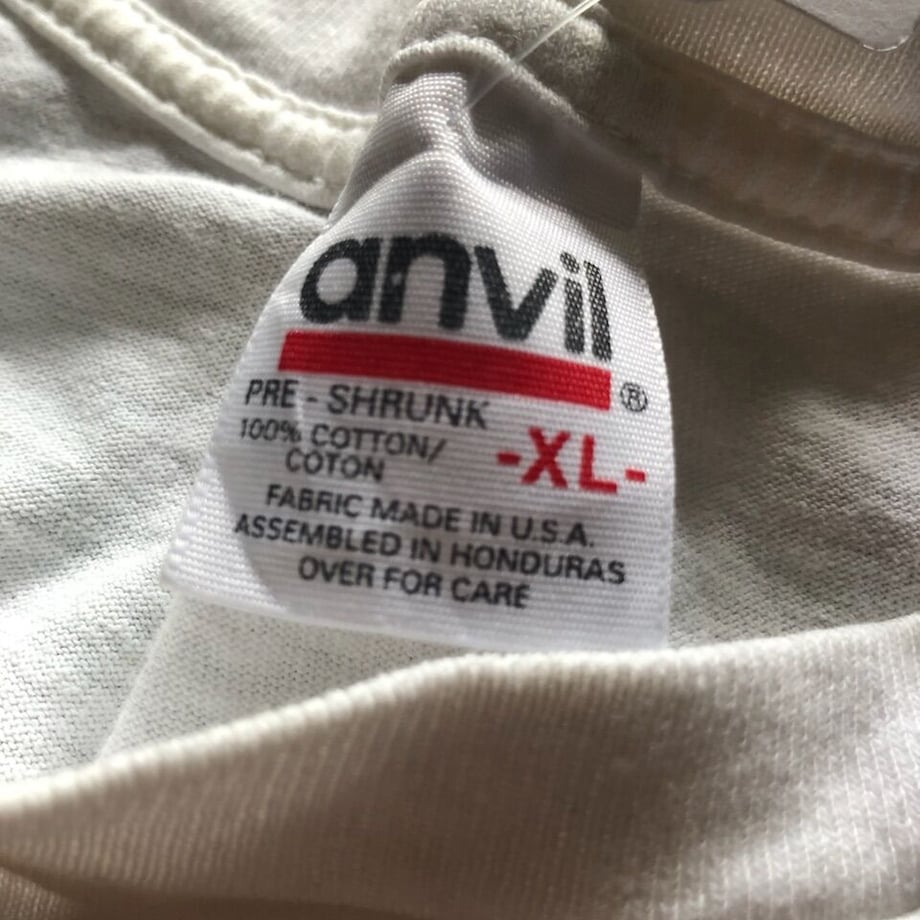 anvil
®
PRE - SHRUNK
100% COTTON/
COTON
-XL-
FABRIC MADE IN U.S.A.
ASSEMBLED IN HONDURAS
OVER FOR CARE